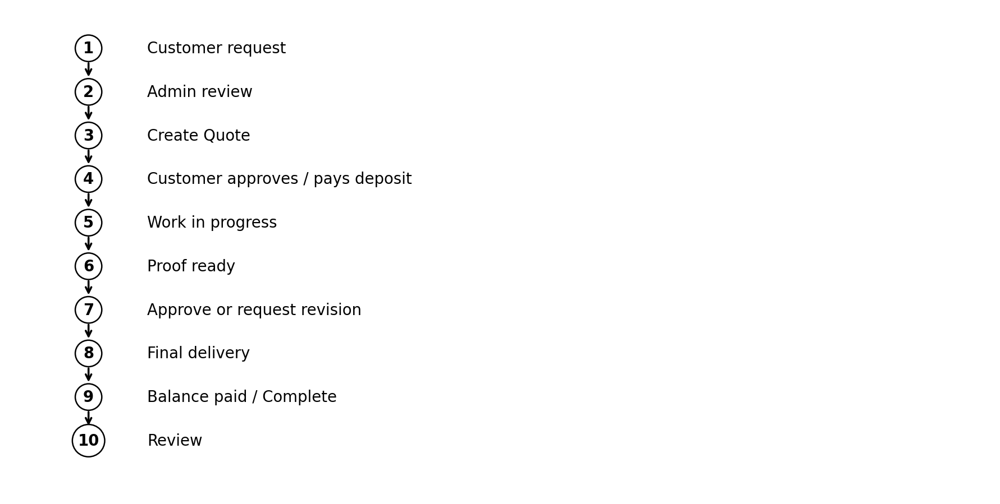 1 Customer request
2 Admin review
3 Create Quote
4 Customer approves / pays deposit
5 Work in progress
6 Proof ready
7 Approve or request revision
8 Final delivery
9 Balance paid / Complete
10 Review